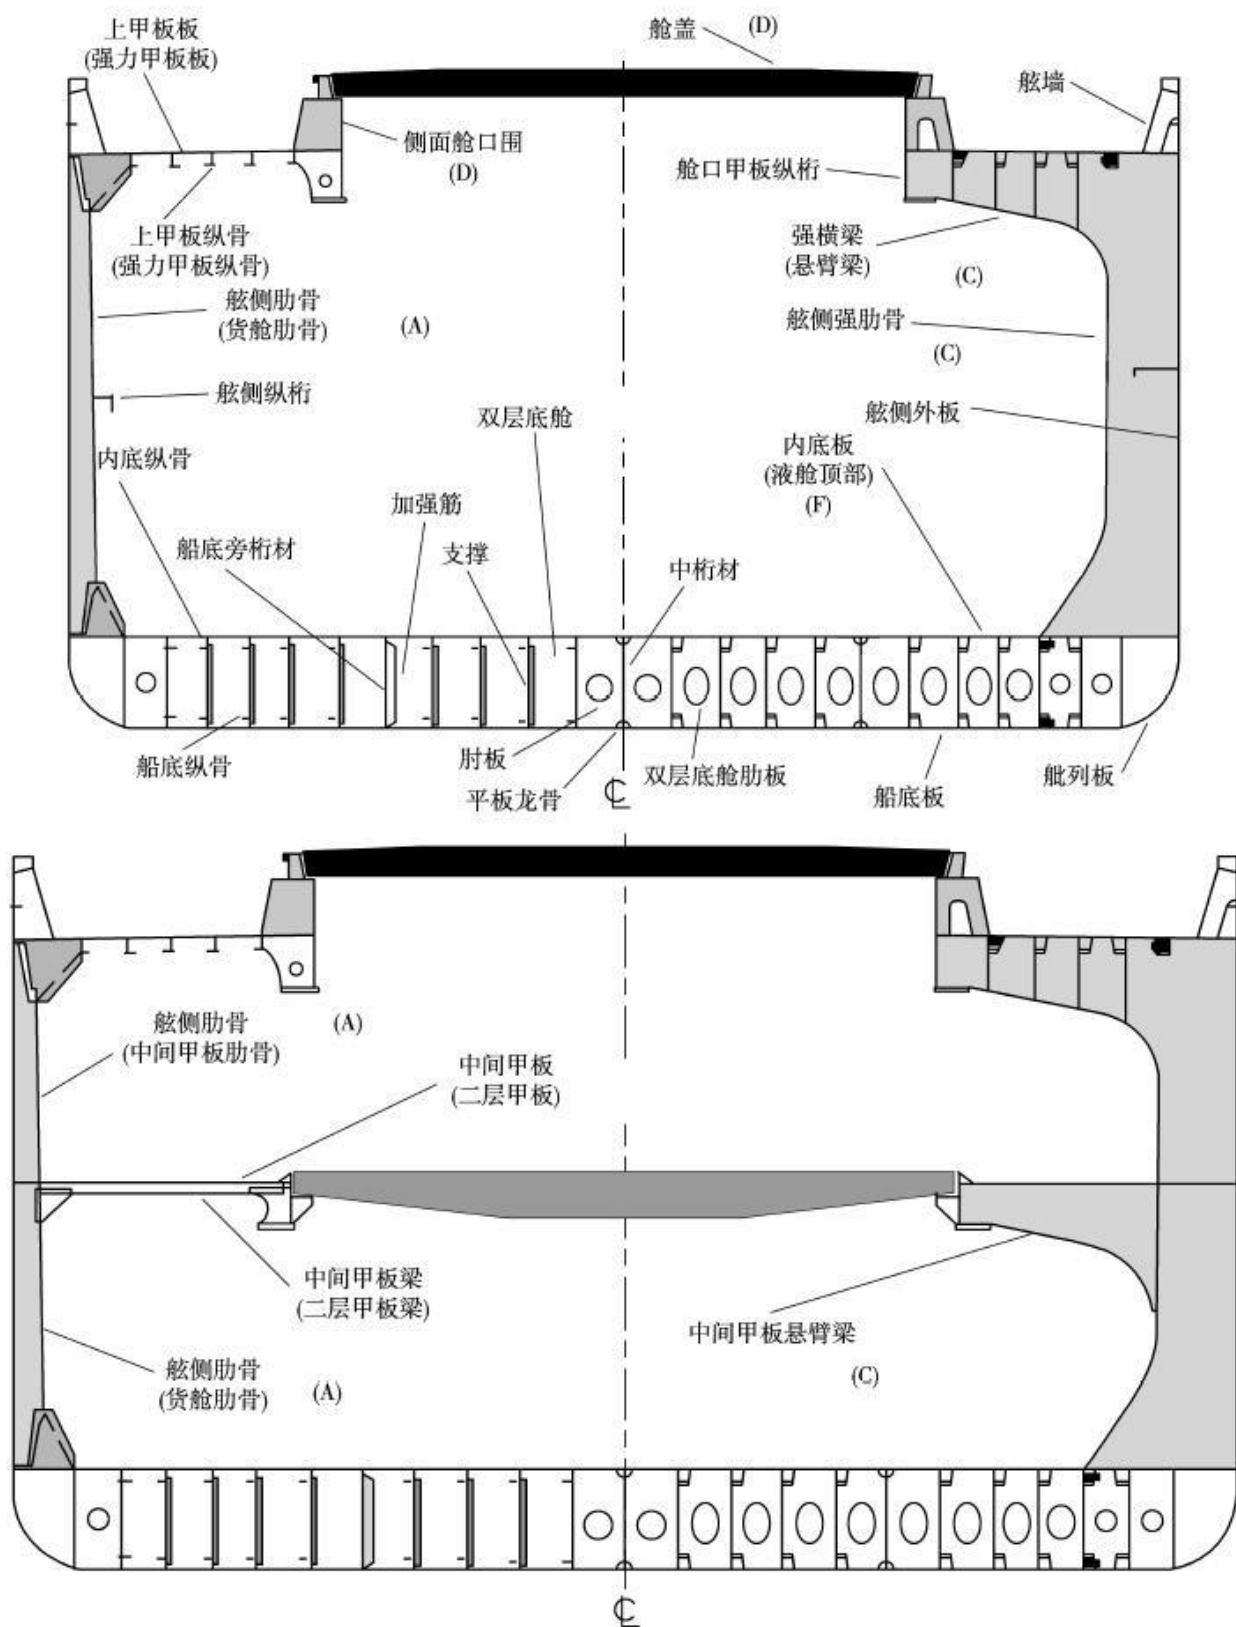 上甲板板
(强力甲板板)
舱盖
(D)
舷墙
侧面舱口围
(D)
舱口甲板纵桁
上甲板纵骨
(强力甲板纵骨)
强横梁
(悬臂梁)
(C)
舷侧肋骨
(货舱肋骨)
(A)
舷侧强肋骨
(C)
舷侧纵桁
双层底舱
舷侧外板
内底纵骨
内底板
(液舱顶部)
(F)
加强筋
船底旁桁材
支撑
中桁材
船底纵骨
肘板
双层底舱肋板
舭列板
平板龙骨
℄
船底板
舷侧肋骨
(中间甲板肋骨)
(A)
中间甲板
(二层甲板)
中间甲板梁
(二层甲板梁)
中间甲板悬臂梁
(C)
舷侧肋骨
(货舱肋骨)
(A)
℄